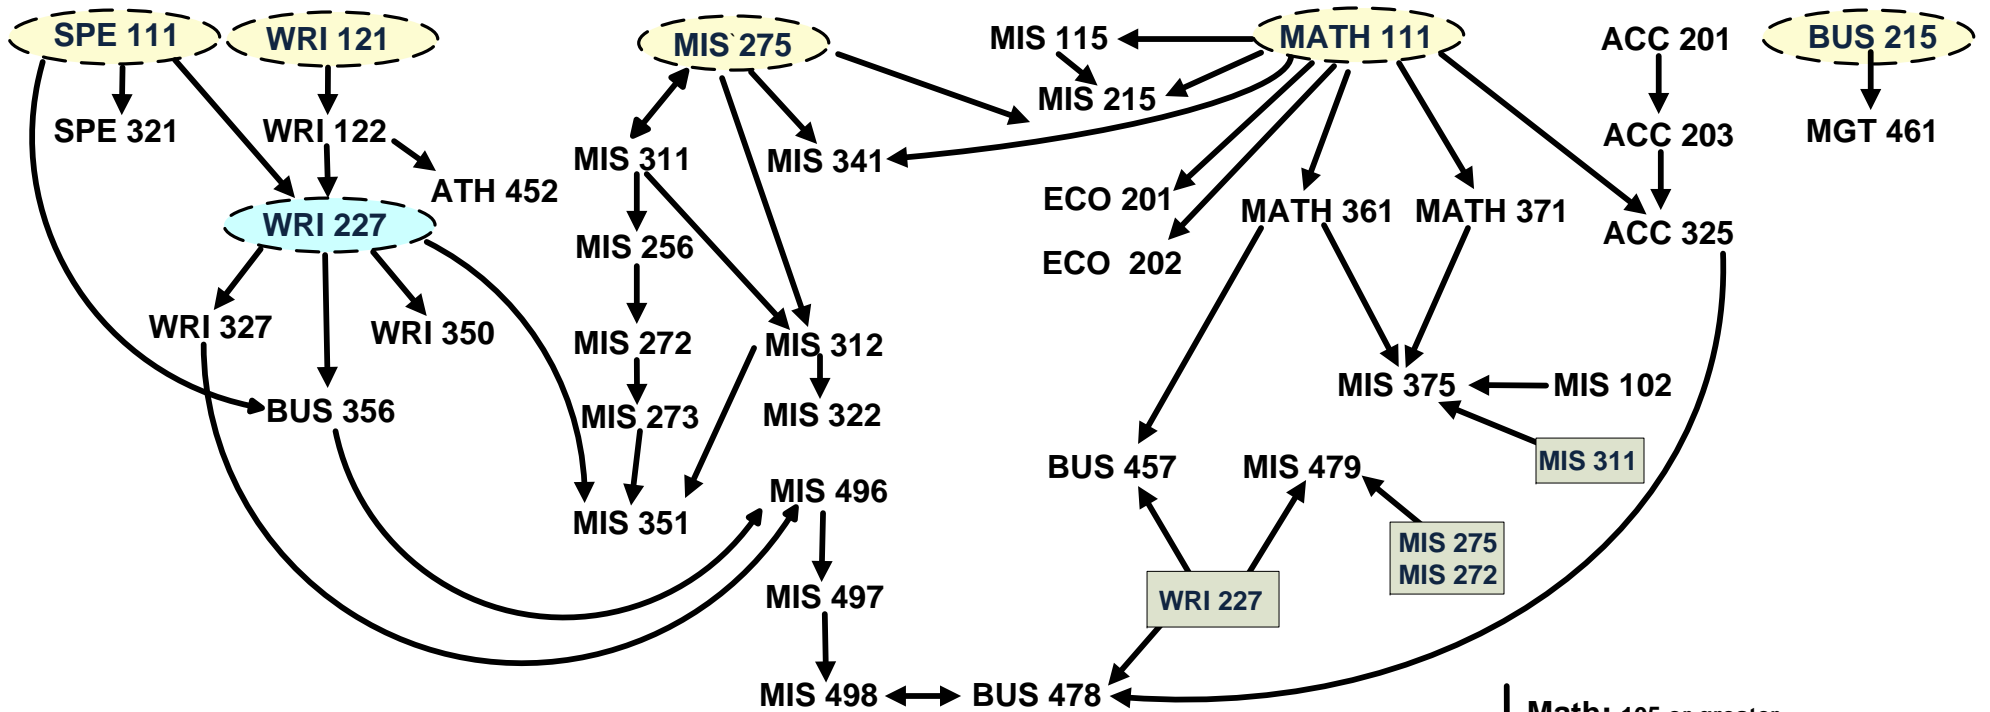 SPE 111
WRI 121
MIS 275
MIS 115
MATH 111
ACC 201
BUS 215
MIS 215
SPE 321
WRI 122
MIS 311
MIS 341
ACC 203
MGT 461
ATH 452
ECO 201
MATH 361
MATH 371
WRI 227
MIS 256
ECO 202
ACC 325
WRI 327
WRI 350
MIS 272
MIS 312
MIS 375
MIS 102
BUS 356
MIS 273
MIS 322
MIS 311
BUS 457
MIS 479
MIS 496
MIS 351
MIS 275
MIS 272
MIS 497
WRI 227
MIS 498
BUS 478
Math: 105 or greater